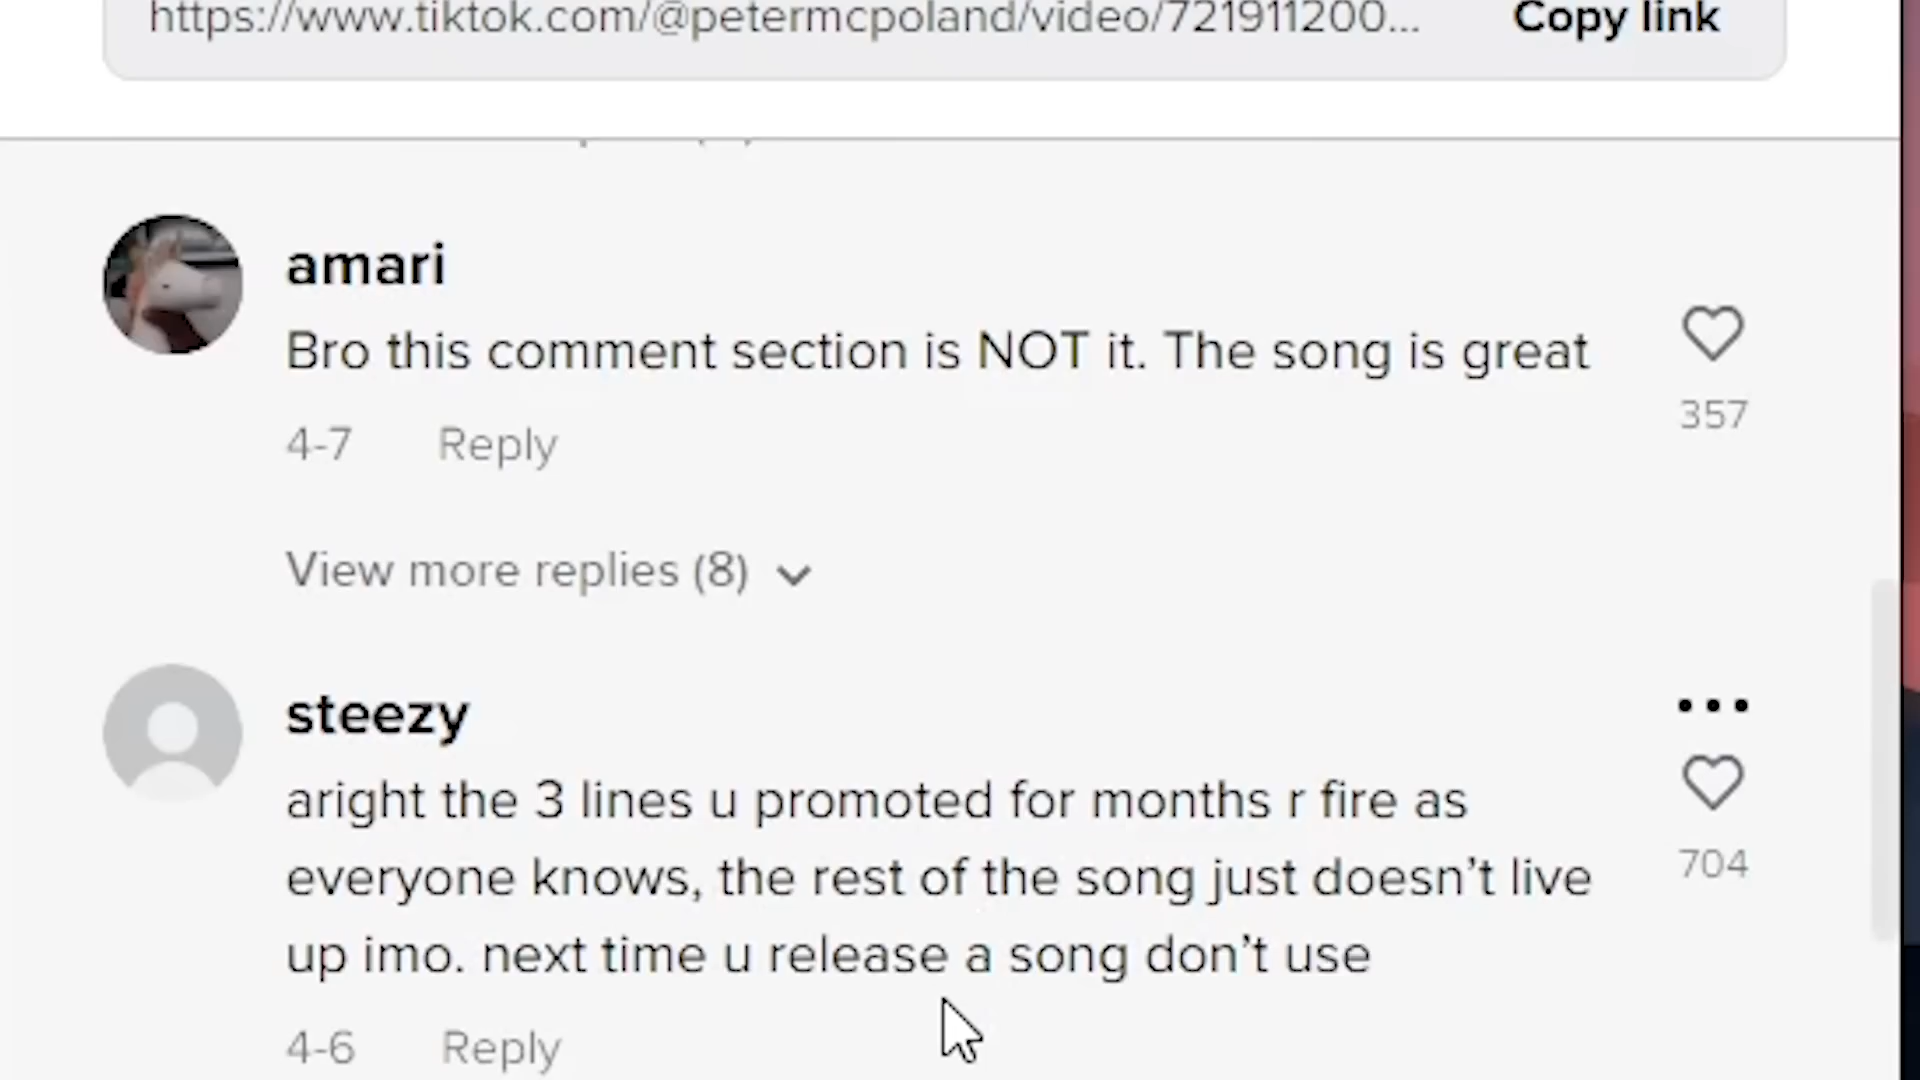 https://www.tiktok.com/@petermcpoland/video/721911200...
Copy link
amari
Bro this comment section is NOT it. The song is great
357
4-7 Reply
View more replies (8)
steezy
aright the 3 lines u promoted for months r fire as
everyone knows, the rest of the song just doesn’t live
up imo. next time u release a song don’t use
704
4-6 Reply